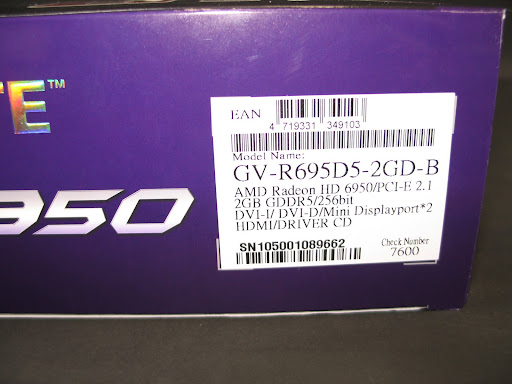 TE™
950
EAN
4 719331 349103
Model Name:
GV-R695D5-2GD-B
AMD Radeon HD 6950/PCI-E 2.1
2GB GDDR5/256bit
DVI-I/ DVI-D/Mini Displayport*2
HDMI/DRIVER CD
SN105001089662
Check Number
7600